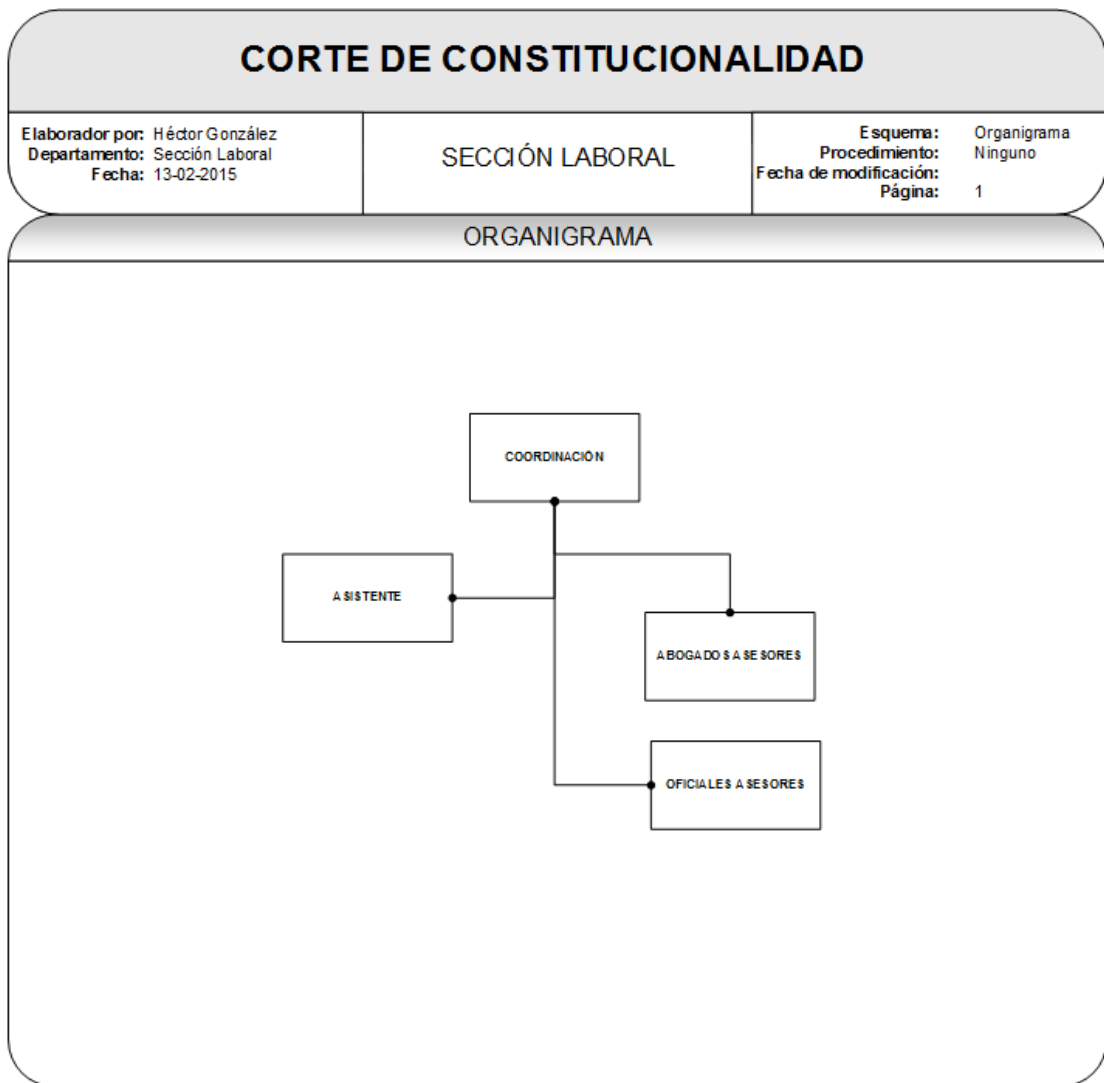 CORTE DE CONSTITUCIONALIDAD
Elaborador por: Héctor González
Departamento: Sección Laboral
Fecha: 13-02-2015
SECCIÓN LABORAL
Esquema: Organigrama
Procedimiento: Ninguno
Fecha de modificación:
Página: 1
ORGANIGRAMA
COORDINACIÓN
ASISTENTE
ABOGADOS ASESORES
OFICIALES ASESORES